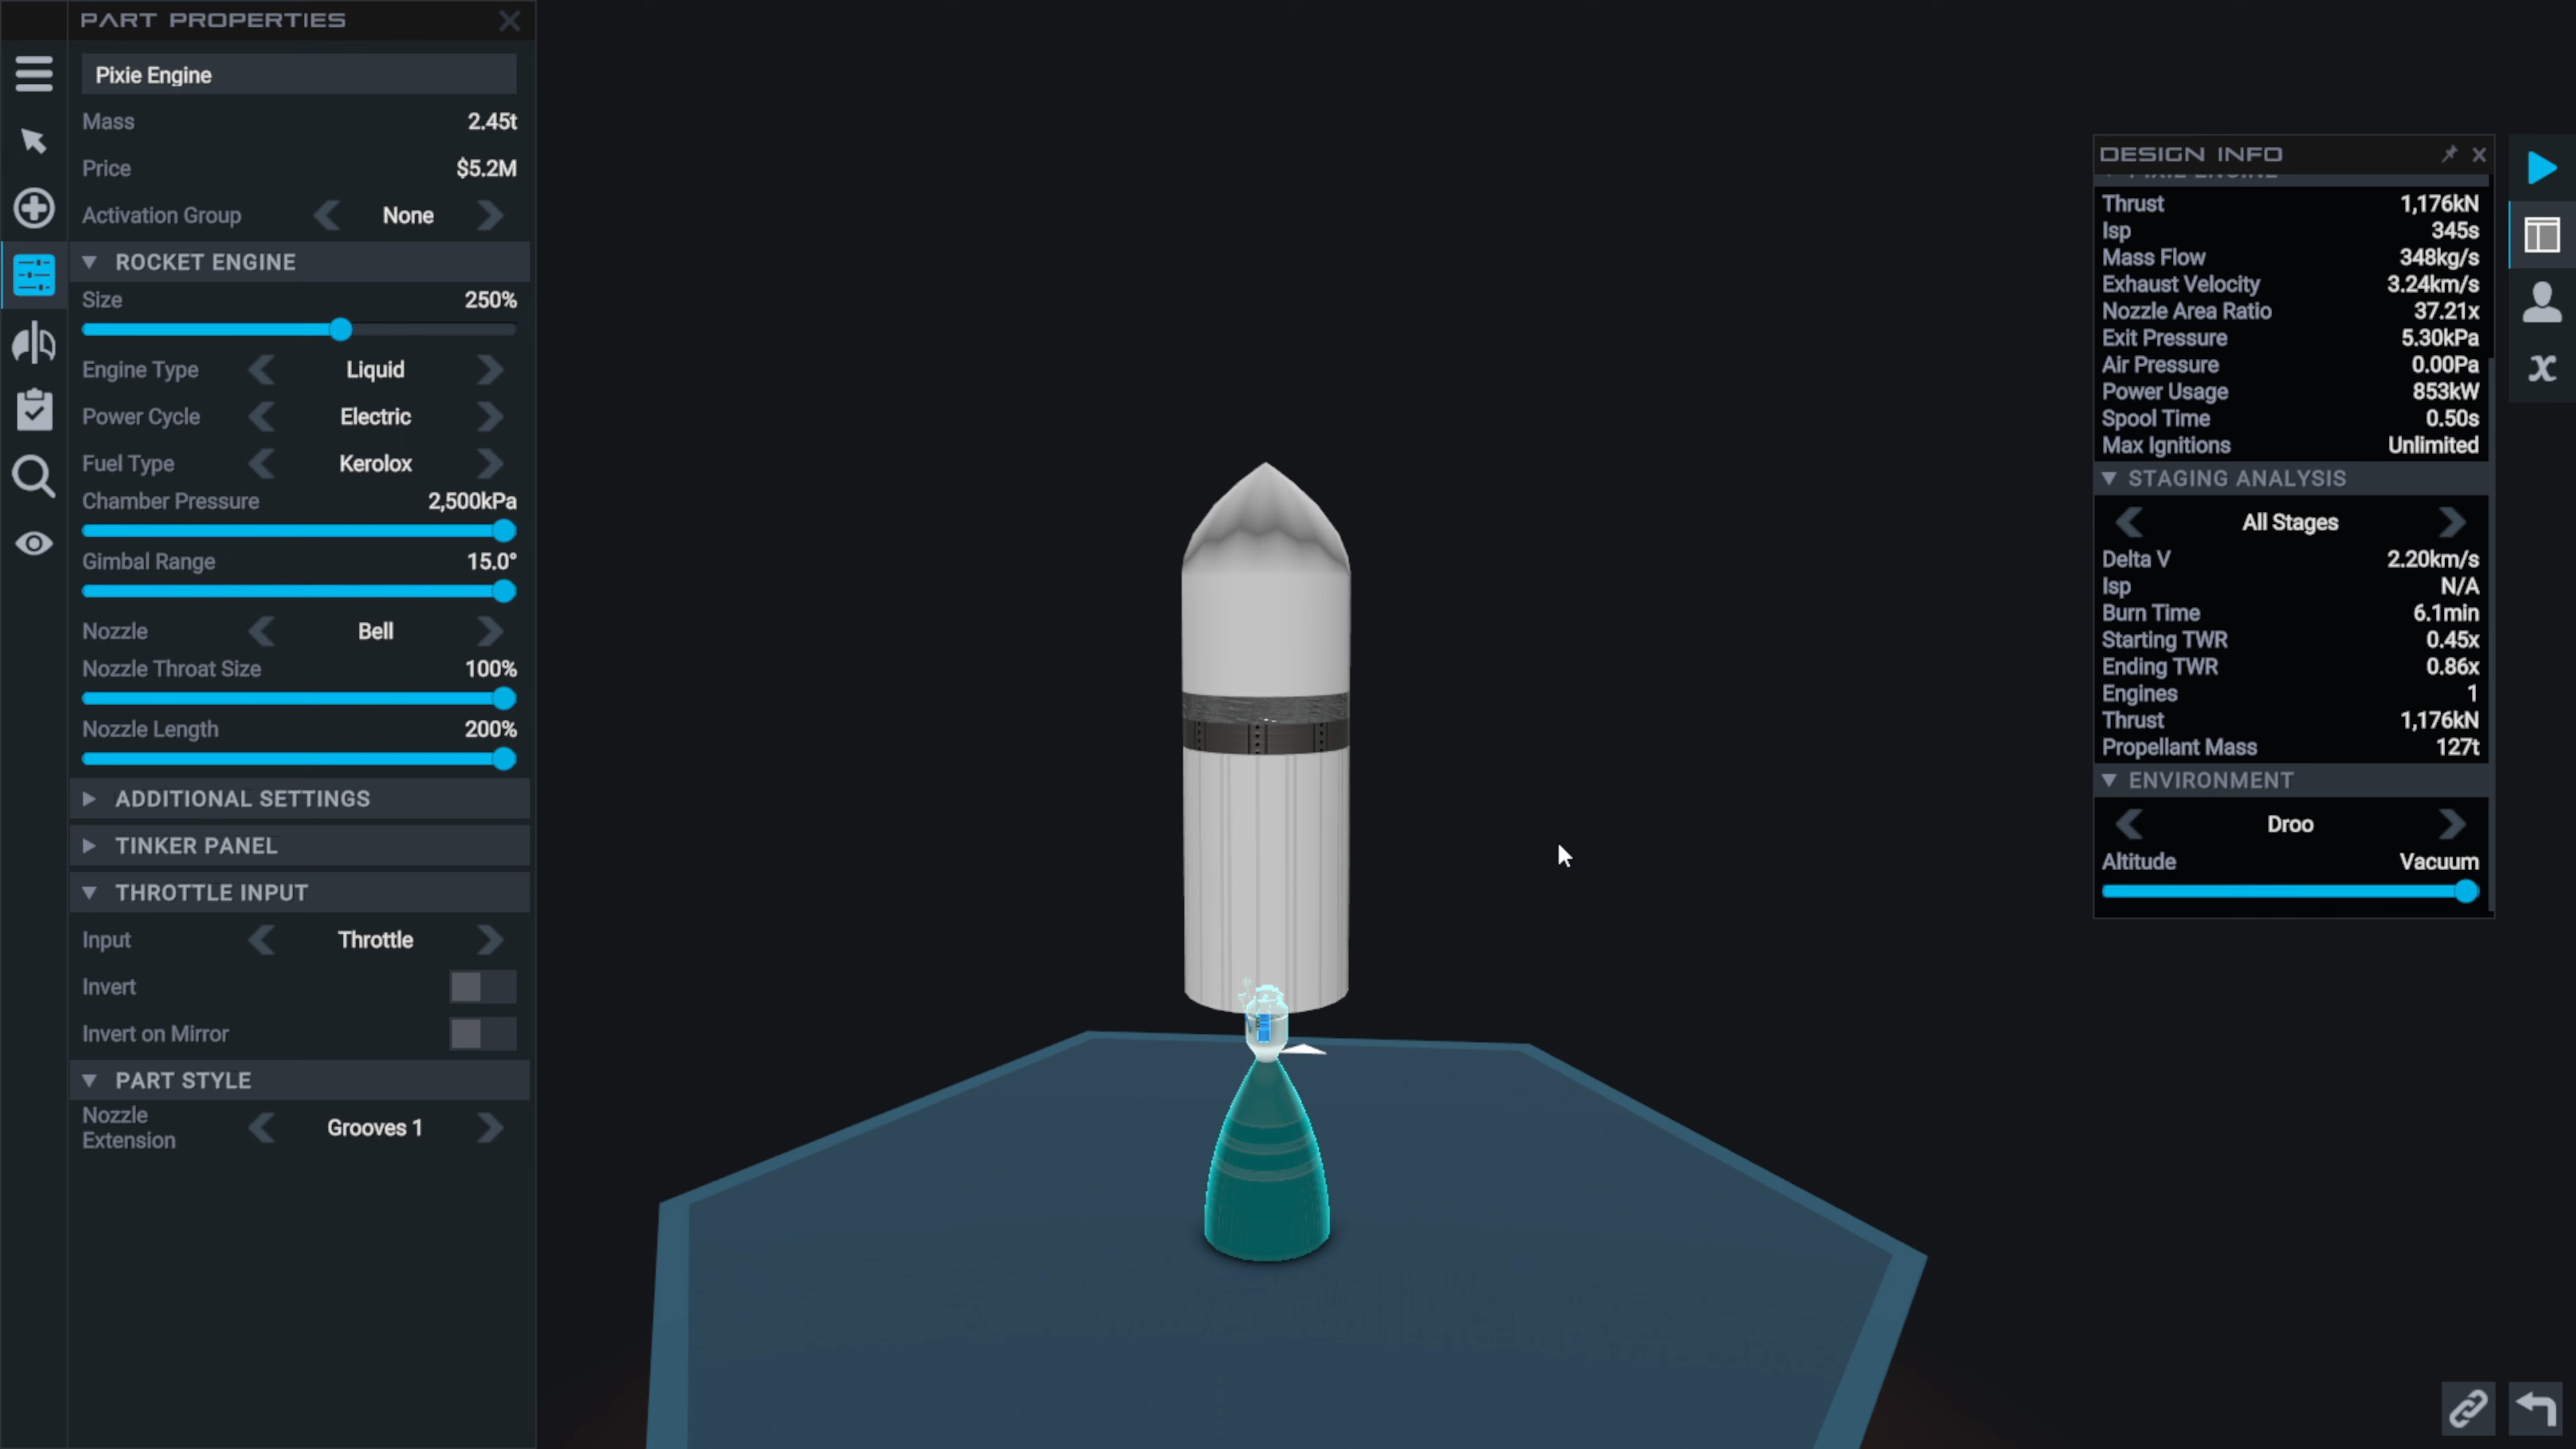 PART PROPERTIES
Pixie Engine
Mass 2.45t
Price $5.2M
Activation Group None
ROCKET ENGINE
Size 250%
Engine Type Liquid
Power Cycle Electric
Fuel Type Kerolox
Chamber Pressure 2,500kPa
Gimbal Range 15.0°
Nozzle Bell
Nozzle Throat Size 100%
Nozzle Length 200%
ADDITIONAL SETTINGS
TINKER PANEL
THROTTLE INPUT
Input Throttle
Invert
Invert on Mirror
PART STYLE
Nozzle
Extension Grooves 1
DESIGN INFO
PIXIE ENGINE
Thrust 1,176kN
Isp 345s
Mass Flow 348kg/s
Exhaust Velocity 3.24km/s
Nozzle Area Ratio 37.21x
Exit Pressure 5.30kPa
Air Pressure 0.00Pa
Power Usage 853kW
Spool Time 0.50s
Max Ignitions Unlimited
STAGING ANALYSIS
All Stages
Delta V 2.20km/s
Isp N/A
Burn Time 6.1min
Starting TWR 0.45x
Ending TWR 0.86x
Engines 1
Thrust 1,176kN
Propellant Mass 127t
ENVIRONMENT
Droo
Altitude Vacuum
x